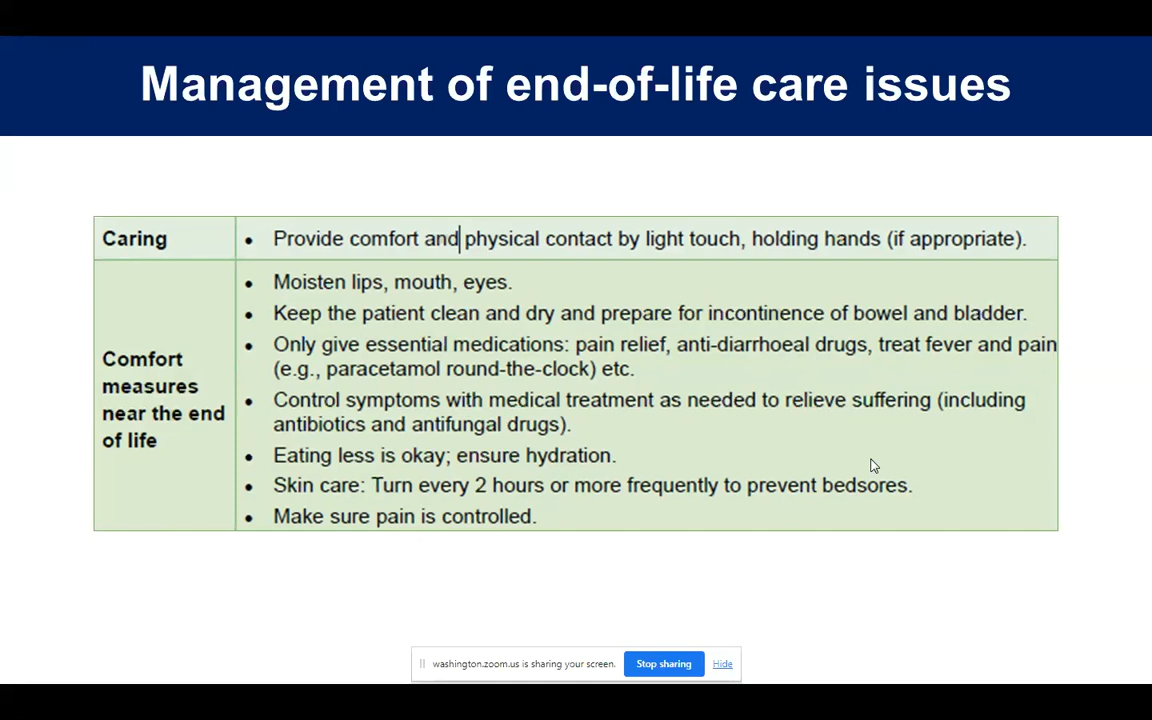 Management of end-of-life care issues
Caring
• Provide comfort and physical contact by light touch, holding hands (if appropriate).
Comfort
measures
near the end
of life
• Moisten lips, mouth, eyes.
• Keep the patient clean and dry and prepare for incontinence of bowel and bladder.
• Only give essential medications: pain relief, anti-diarrhoeal drugs, treat fever and pain
(e.g., paracetamol round-the-clock) etc.
• Control symptoms with medical treatment as needed to relieve suffering (including
antibiotics and antifungal drugs).
• Eating less is okay; ensure hydration.
• Skin care: Turn every 2 hours or more frequently to prevent bedsores.
• Make sure pain is controlled.
washington.zoom.us is sharing your screen.
Stop sharing
Hide